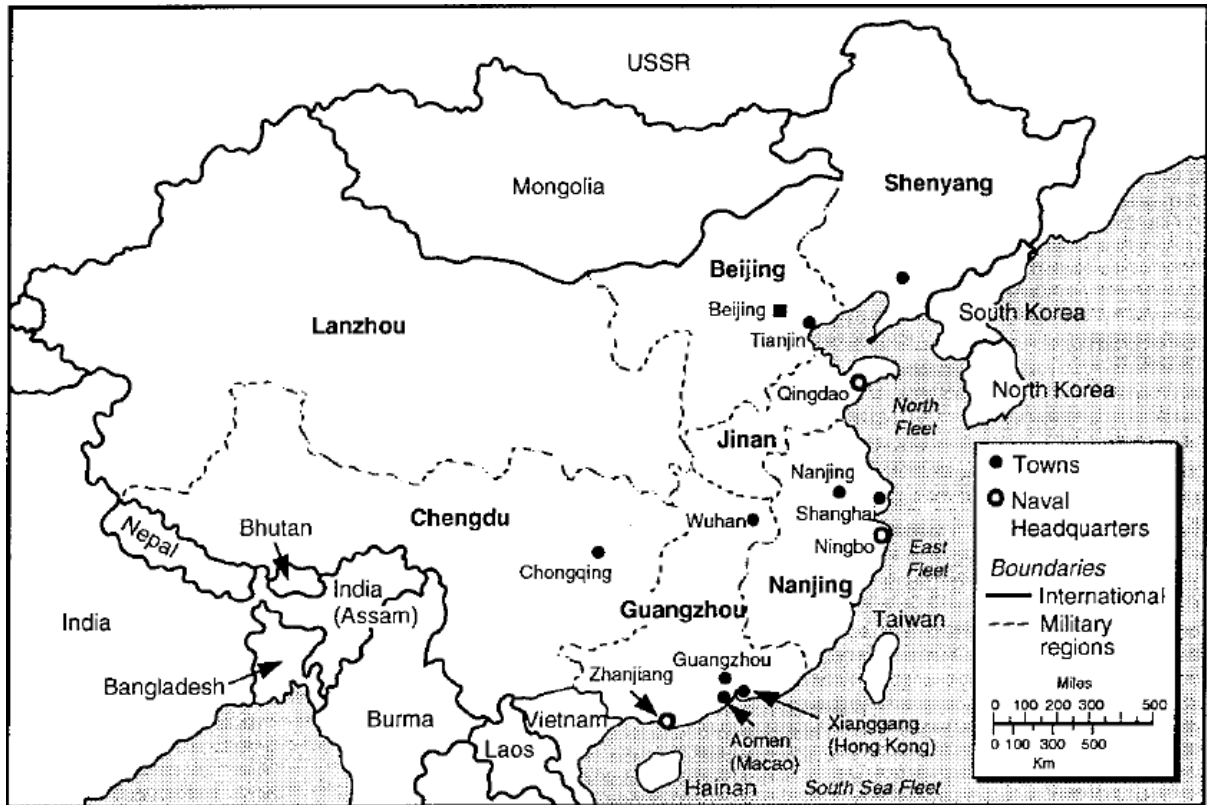 USSR
Mongolia
Shenyang
Beijing
Beijing
Tianjin
Lanzhou
South Korea
North Korea
Qingdao
North
Fleet
Jinan
Nanjing
Shanghai
Wuhan
Ningbo
East
Fleet
Chengdu
Chongqing
Nanjing
Guangzhou
Nepal
Bhutan
India
(Assam)
India
Bangladesh
Burma
Taiwan
Guangzhou
Zhanjiang
Vietnam
Laos
Xianggang
(Hong Kong)
Aomen
(Macao)
Hainan
South Sea Fleet
Towns
Naval
Headquarters
Boundaries
International
Military
regions
Miles
0 100 300 500
0 100 300 500
Km